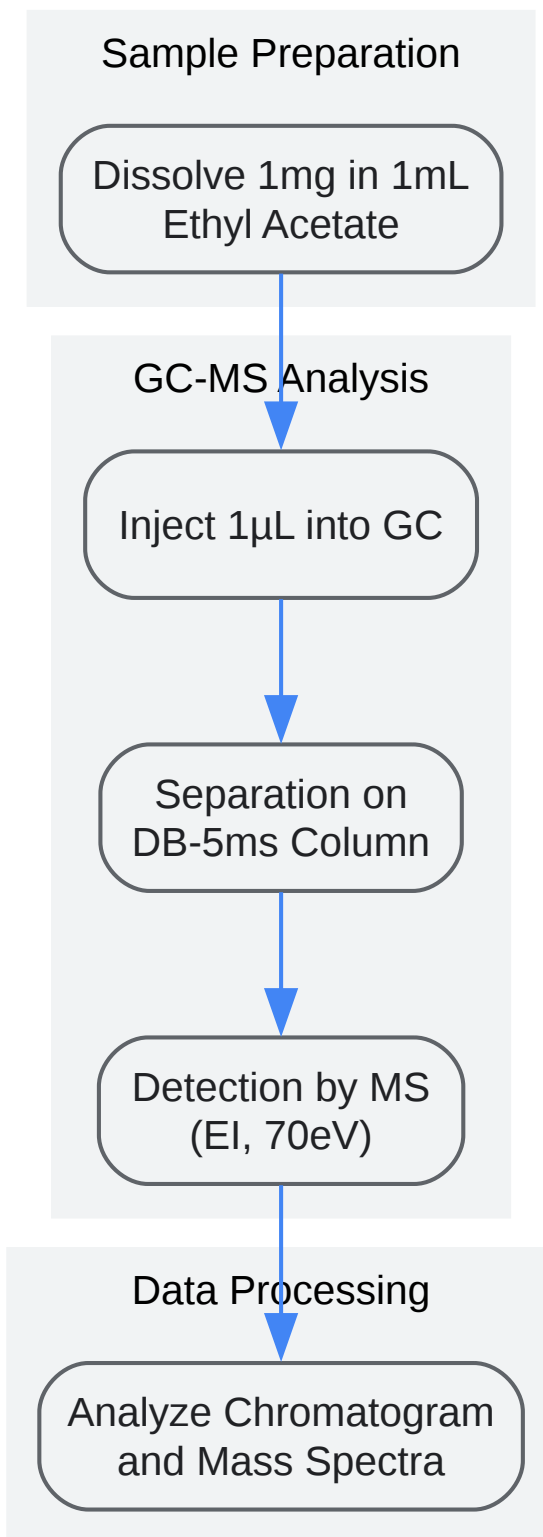 Sample Preparation
Dissolve 1mg in 1mL
Ethyl Acetate
GC-MS Analysis
Inject 1µL into GC
Separation on
DB-5ms Column
Detection by MS
(EI, 70eV)
Data Processing
Analyze Chromatogram
and Mass Spectra